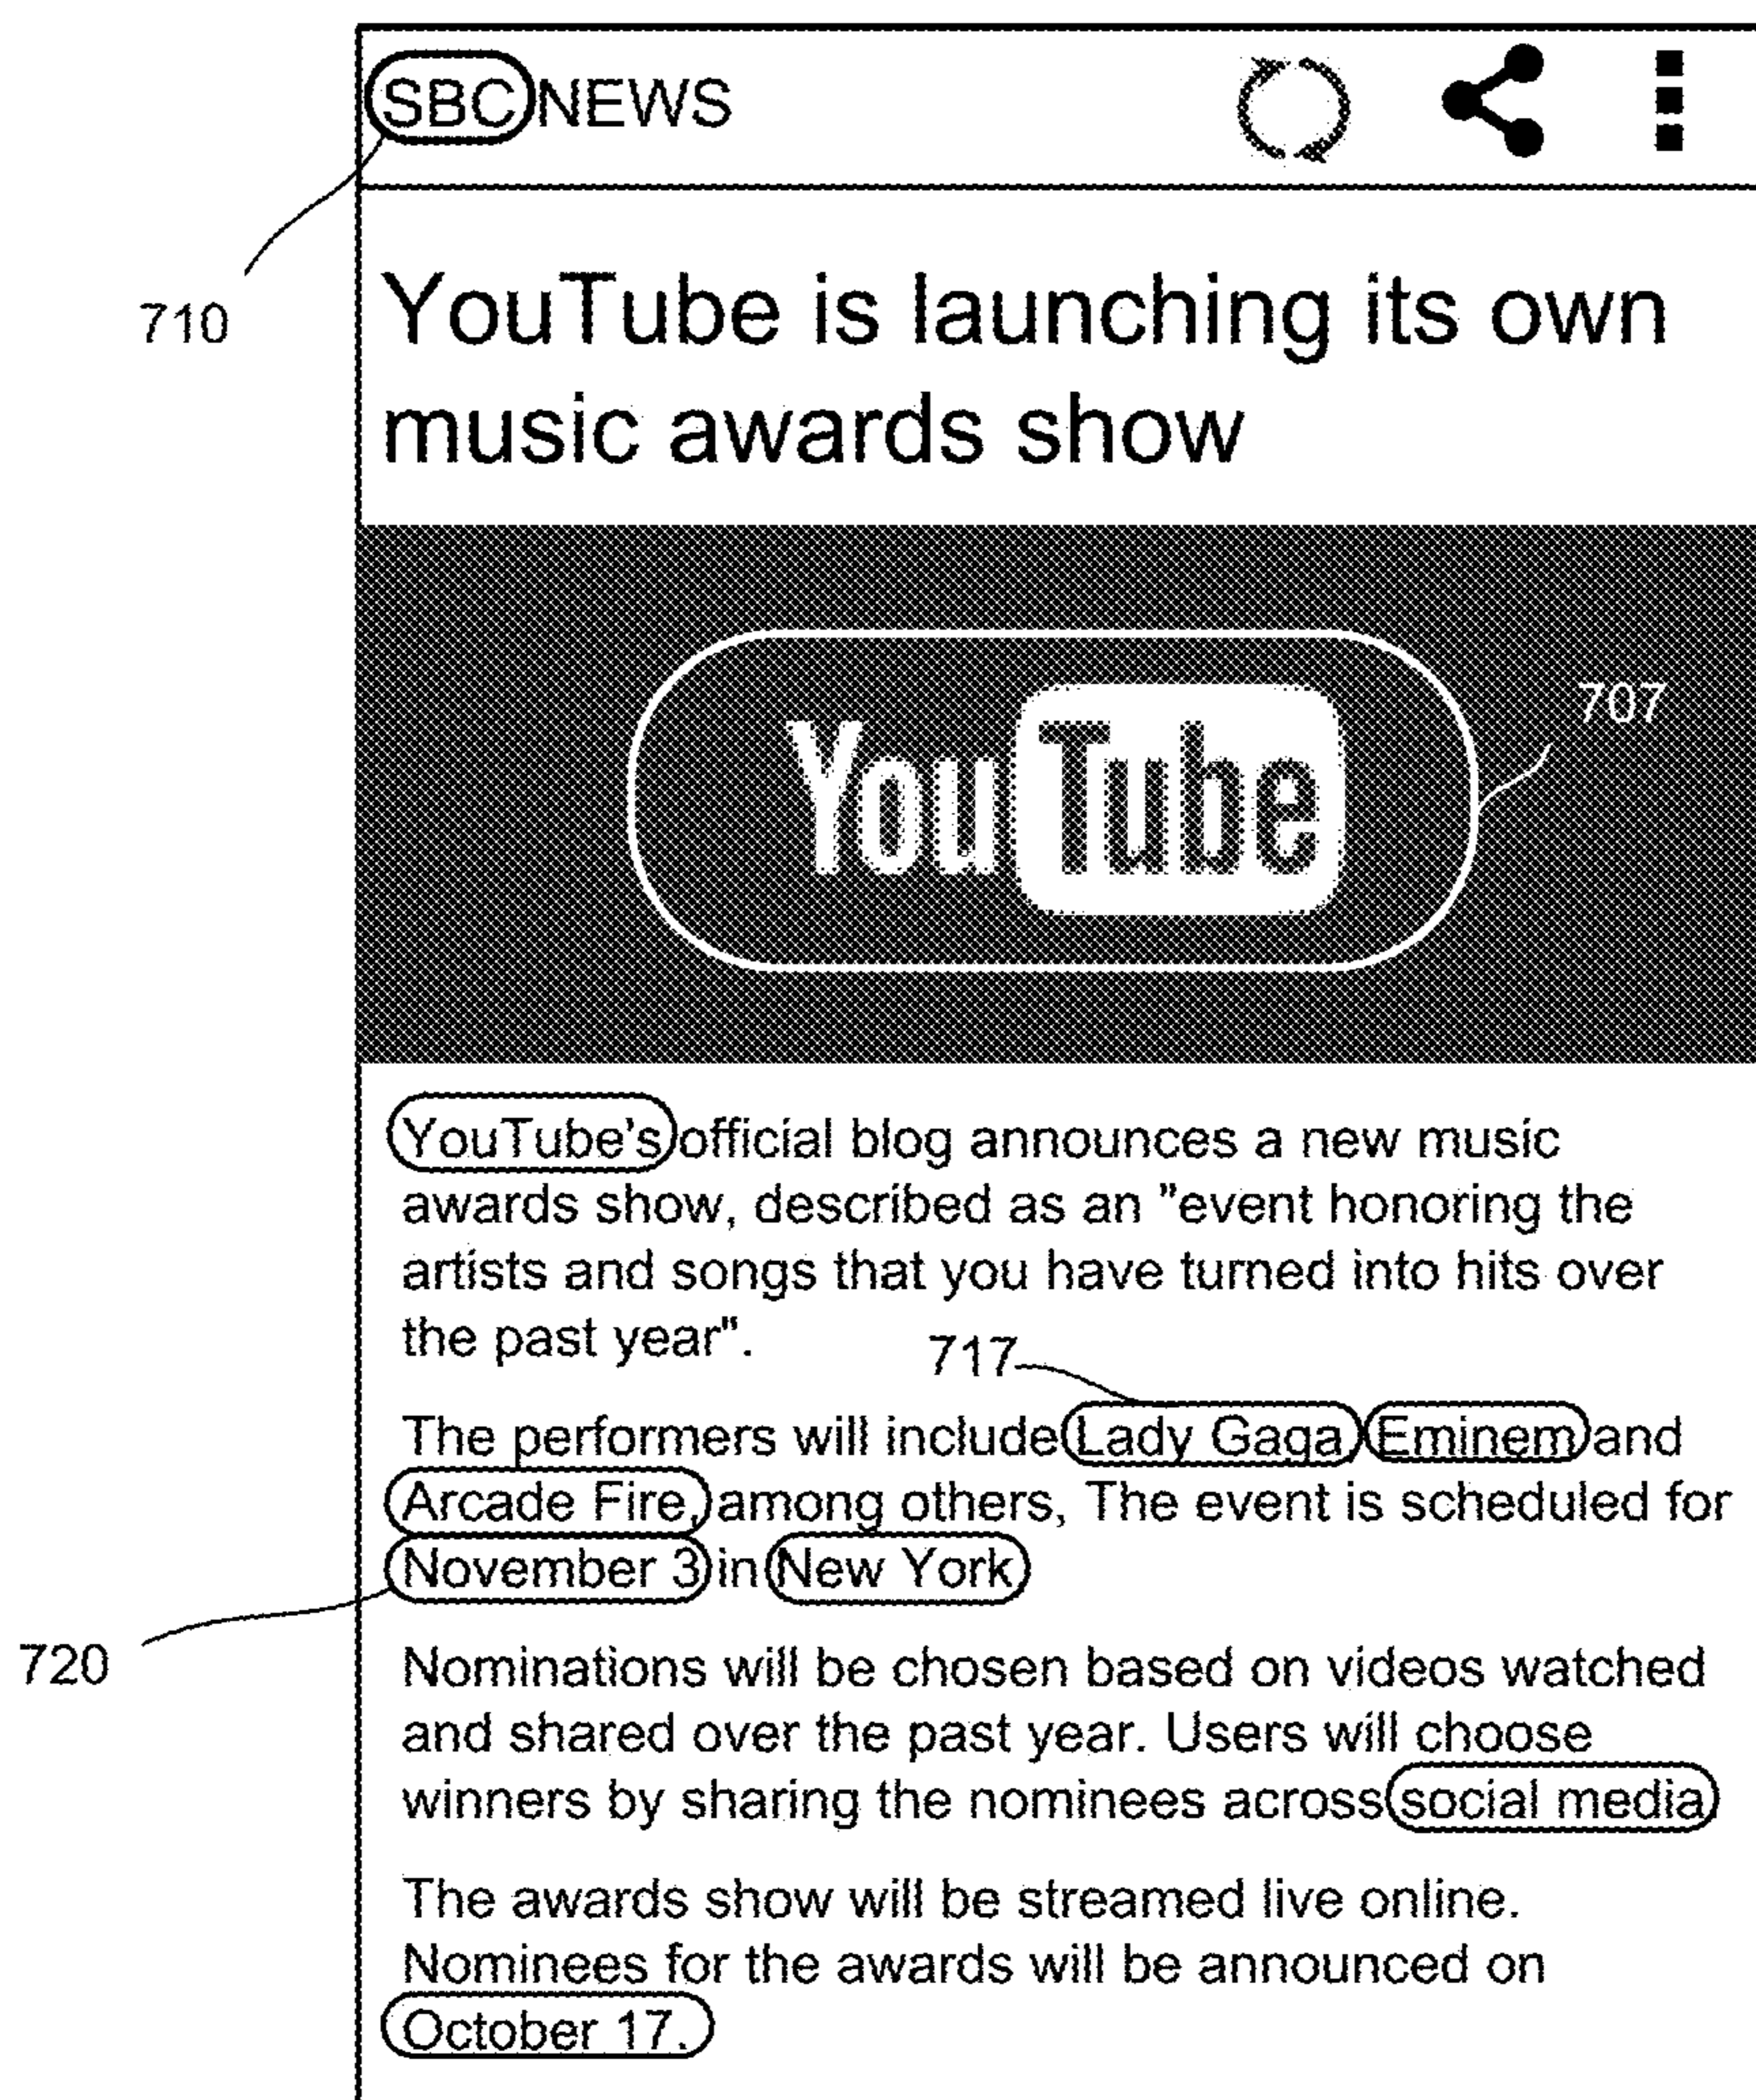 SBC NEWS
710
YouTube is launching its own
music awards show
707
YouTube
YouTube's official blog announces a new music
awards show, described as an "event honoring the
artists and songs that you have turned into hits over
the past year".
717
The performers will include Lady Gaga, Eminem and
Arcade Fire, among others, The event is scheduled for
November 3 in New York
720
Nominations will be chosen based on videos watched
and shared over the past year. Users will choose
winners by sharing the nominees across social media
The awards show will be streamed live online.
Nominees for the awards will be announced on
October 17.